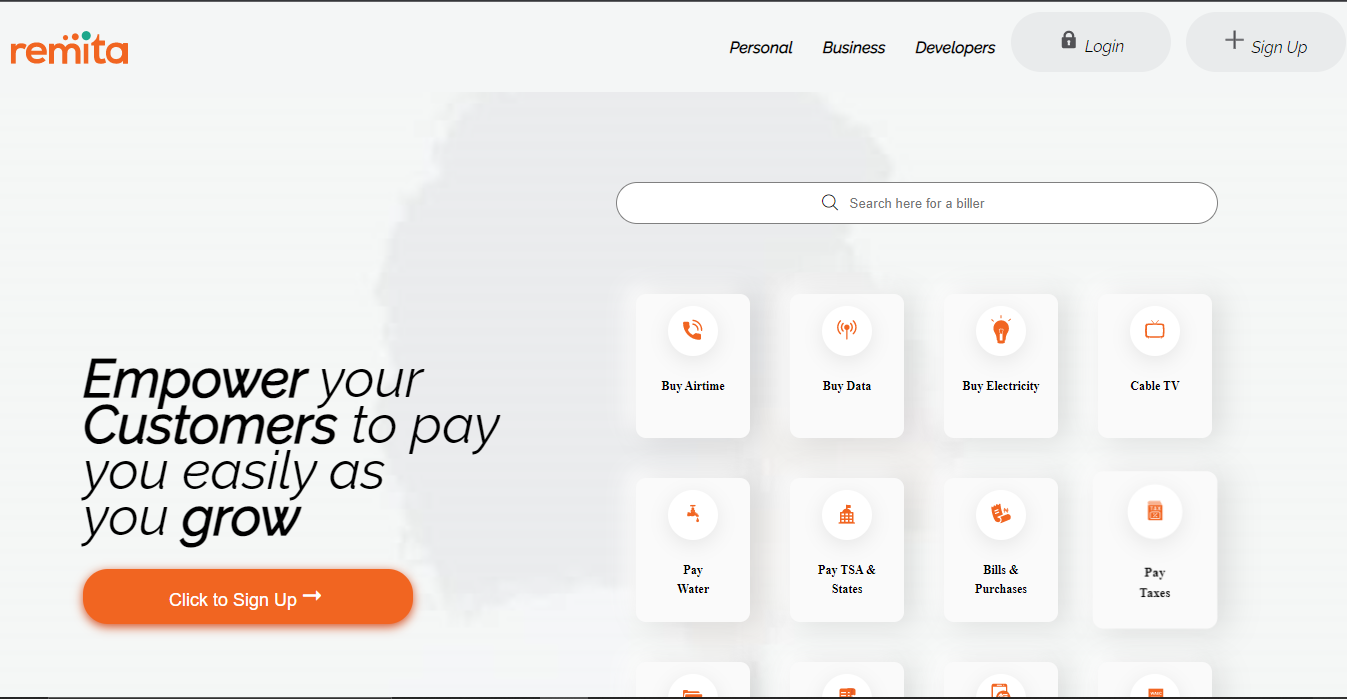 remita
Personal
Business
Developers
Login
Sign Up
Search here for a biller
Empower your
Customers to pay
you easily as
you grow
Click to Sign Up
Buy Airtime
Buy Data
Buy Electricity
Cable TV
Pay
Water
Pay TSA &
States
Bills &
Purchases
Pay
Taxes